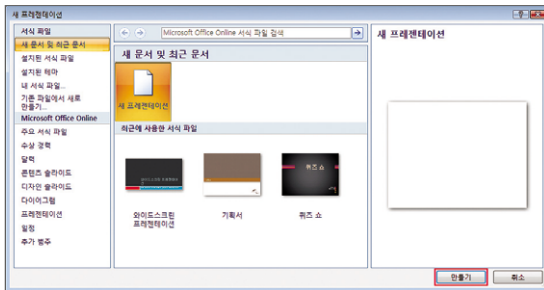 새 프레젠테이션
서식 파일
새 문서 및 최근 문서
설치된 서식 파일
설치된 테마
내 서식 파일...
기존 파일에서 새로
만들기...
Microsoft Office Online
주요 서식 파일
수상 경력
달력
콘텐츠 슬라이드
디자인 슬라이드
다이어그램
프레젠테이션
일정
추가 범주
Microsoft Office Online 서식 파일 검색
새 문서 및 최근 문서
새 프레젠테이션
최근에 사용한 서식 파일
와이드스크린
프레젠테이션
기획서
퀴즈 쇼
퀴즈 쇼
새 프레젠테이션
만들기
취소